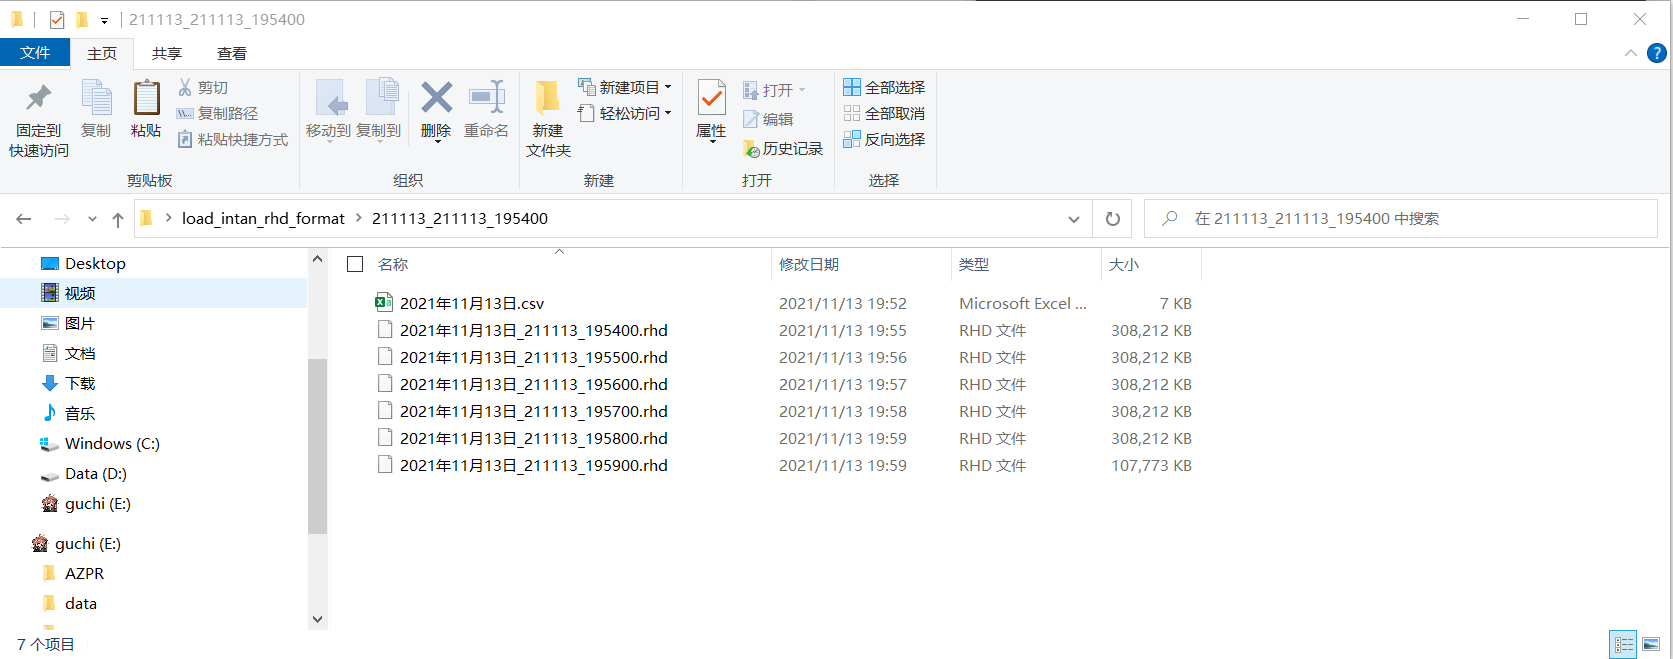 211113_211113_195400
文件 主页 共享 查看
固定到
快速访问
复制
粘贴
剪切
复制路径
粘贴快捷方式
剪贴板
移动到 复制到 删除 重命名
组织
新建
文件夹
新建项目
轻松访问
新建
属性
打开
编辑
历史记录
打开
全部选择
全部取消
反向选择
选择
load_intan_rhd_format 211113_211113_195400
在 211113_211113_195400 中搜索
Desktop
视频
图片
文档
下载
音乐
Windows (C:)
Data (D:)
guchi (E:)
guchi (E:)
AZPR
data
名称 修改日期 类型 大小
2021年11月13日.csv 2021/11/13 19:52 Microsoft Excel ... 7 KB
2021年11月13日_211113_195400.rhd 2021/11/13 19:55 RHD 文件 308,212 KB
2021年11月13日_211113_195500.rhd 2021/11/13 19:56 RHD 文件 308,212 KB
2021年11月13日_211113_195600.rhd 2021/11/13 19:57 RHD 文件 308,212 KB
2021年11月13日_211113_195700.rhd 2021/11/13 19:58 RHD 文件 308,212 KB
2021年11月13日_211113_195800.rhd 2021/11/13 19:59 RHD 文件 308,212 KB
2021年11月13日_211113_195900.rhd 2021/11/13 19:59 RHD 文件 107,773 KB
7 个项目